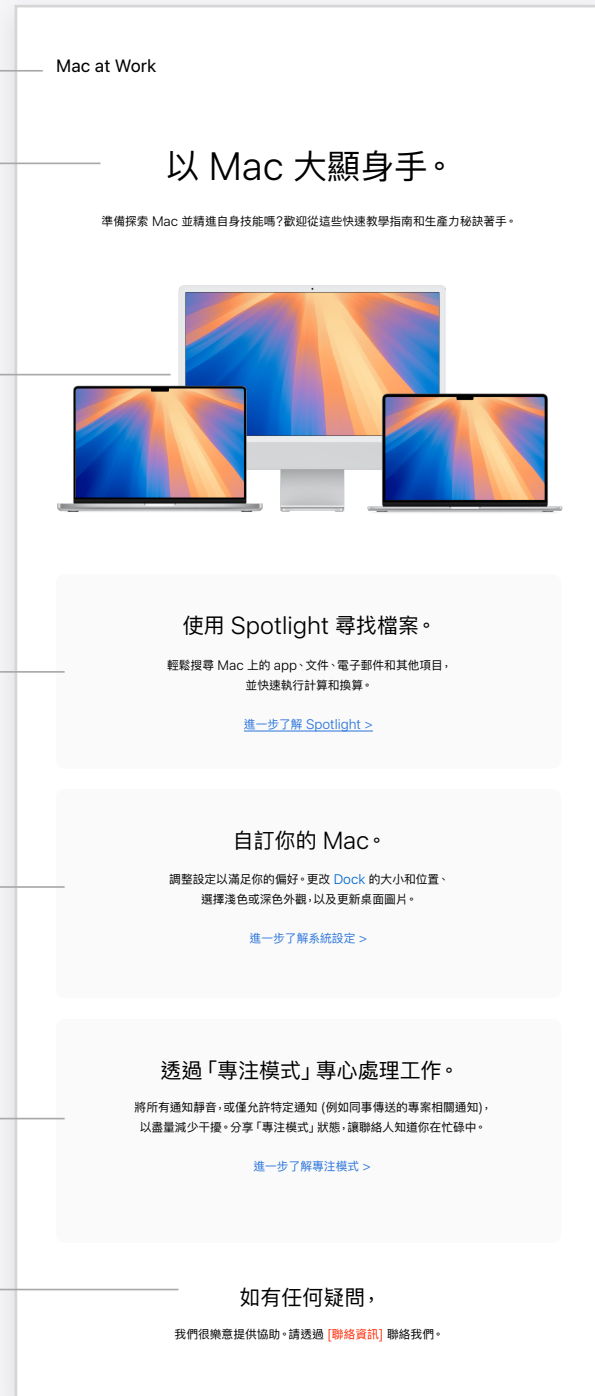 Mac at Work
以 Mac 大顯身手。
準備探索 Mac 並精進自身技能嗎?歡迎從這些快速教學指南和生產力秘訣著手。
使用 Spotlight 尋找檔案。
輕鬆搜尋 Mac 上的 app、文件、電子郵件和其他項目，
並快速執行計算和換算。
進一步了解 Spotlight >
自訂你的 Mac。
調整設定以滿足你的偏好。更改 Dock 的大小和位置、
選擇淺色或深色外觀，以及更新桌面圖片。
進一步了解系統設定 >
透過「專注模式」專心處理工作。
將所有通知靜音，或僅允許特定通知 (例如同事傳送的專案相關通知)，
以盡量減少干擾。分享「專注模式」狀態，讓聯絡人知道你在忙碌中。
進一步了解專注模式 >
如有任何疑問，
我們很樂意提供協助。請透過 [聯絡資訊] 聯絡我們。